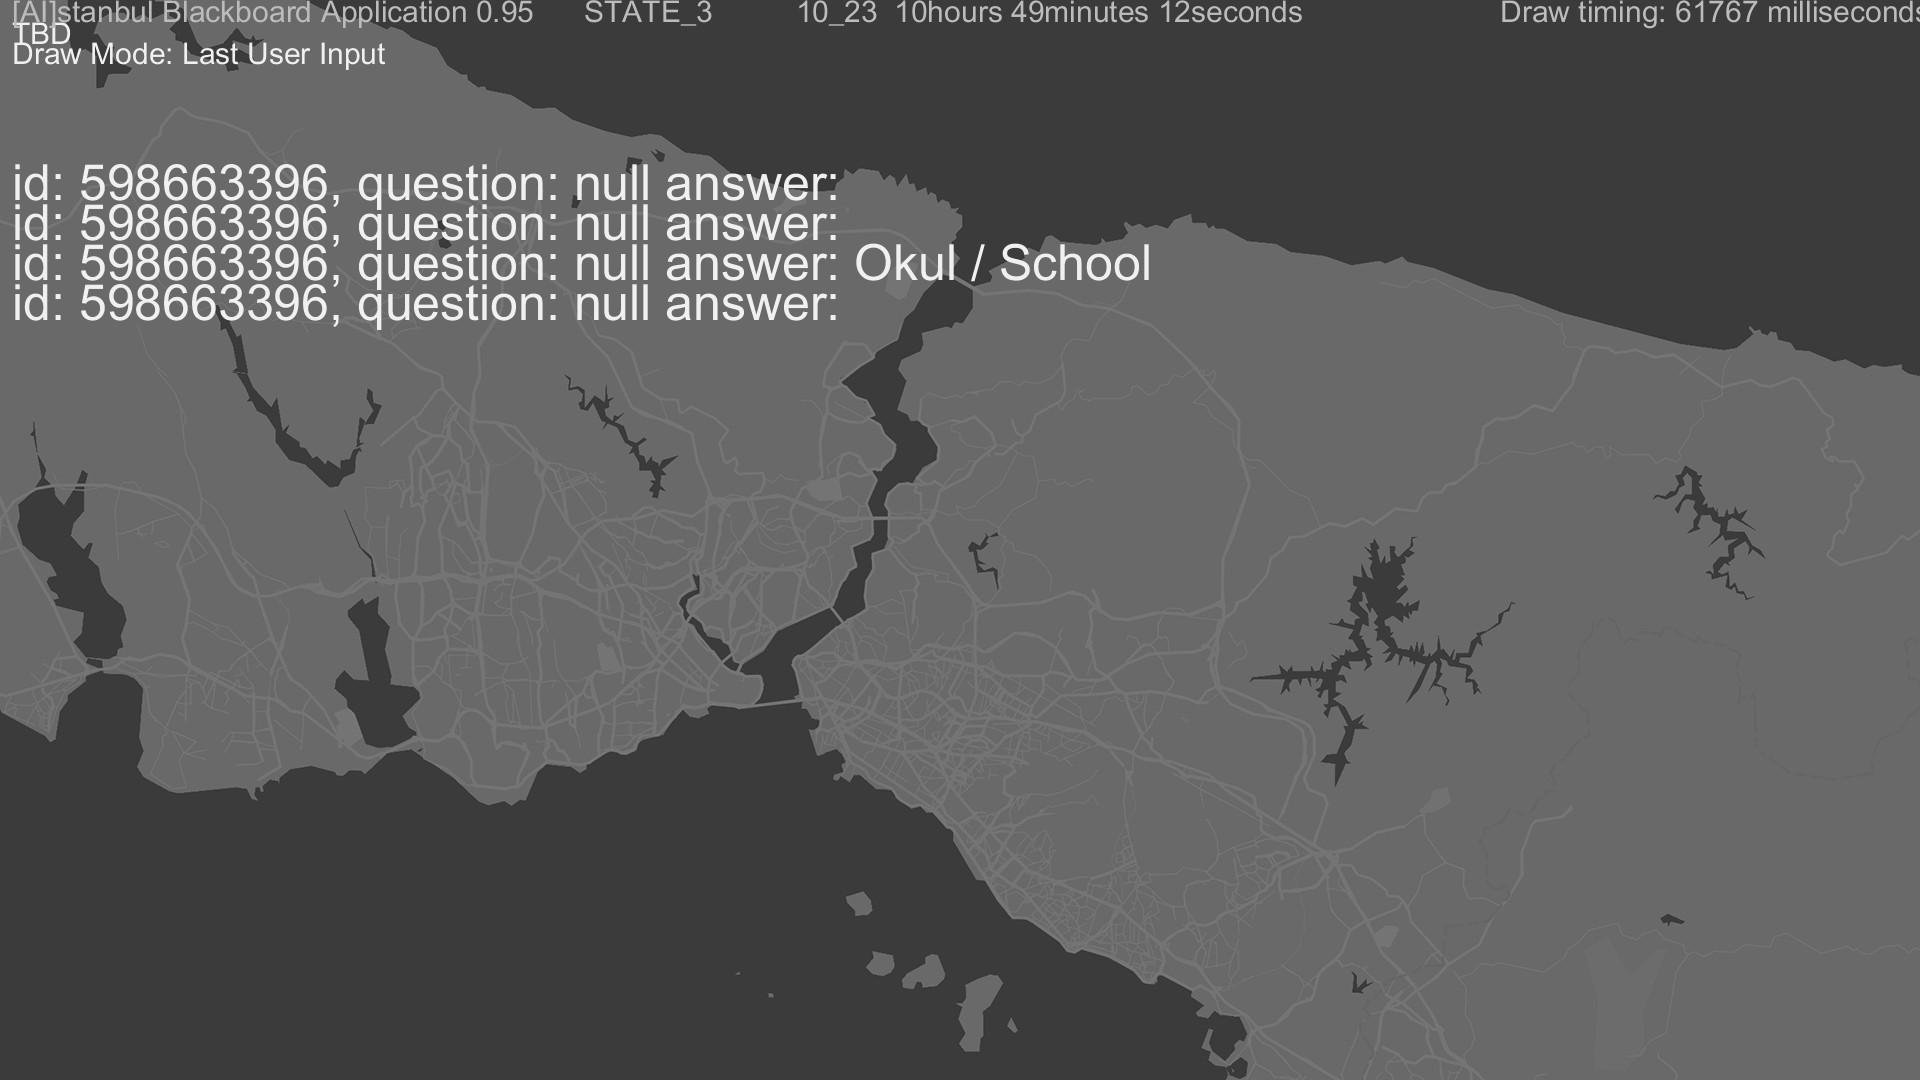 [AI]stanbul Blackboard Application 0.95 STATE_3 10_23 10hours 49minutes 12seconds Draw timing: 61767 milliseconds
TBD
Draw Mode: Last User Input
id: 598663396, question: null answer:
id: 598663396, question: null answer:
id: 598663396, question: null answer: Okul / School
id: 598663396, question: null answer: